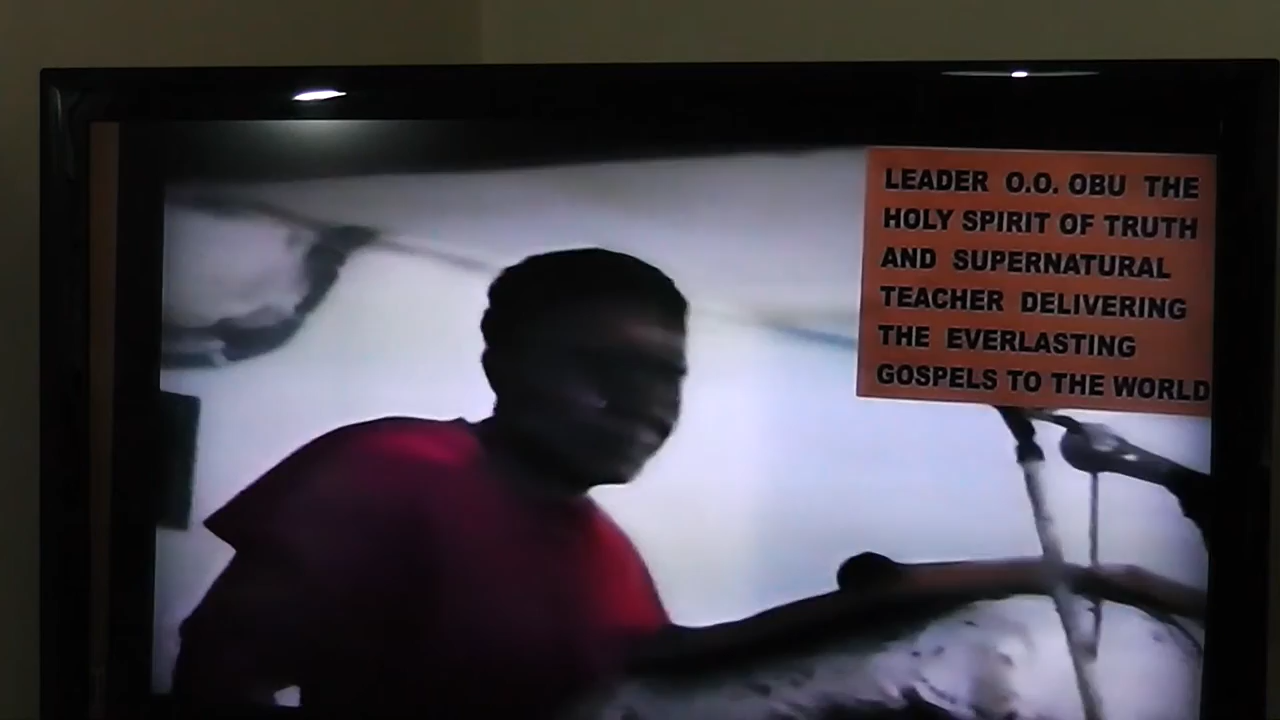 LEADER O.O. OBU THE
HOLY SPIRIT OF TRUTH
AND SUPERNATURAL
TEACHER DELIVERING
THE EVERLASTING
GOSPELS TO THE WORLD